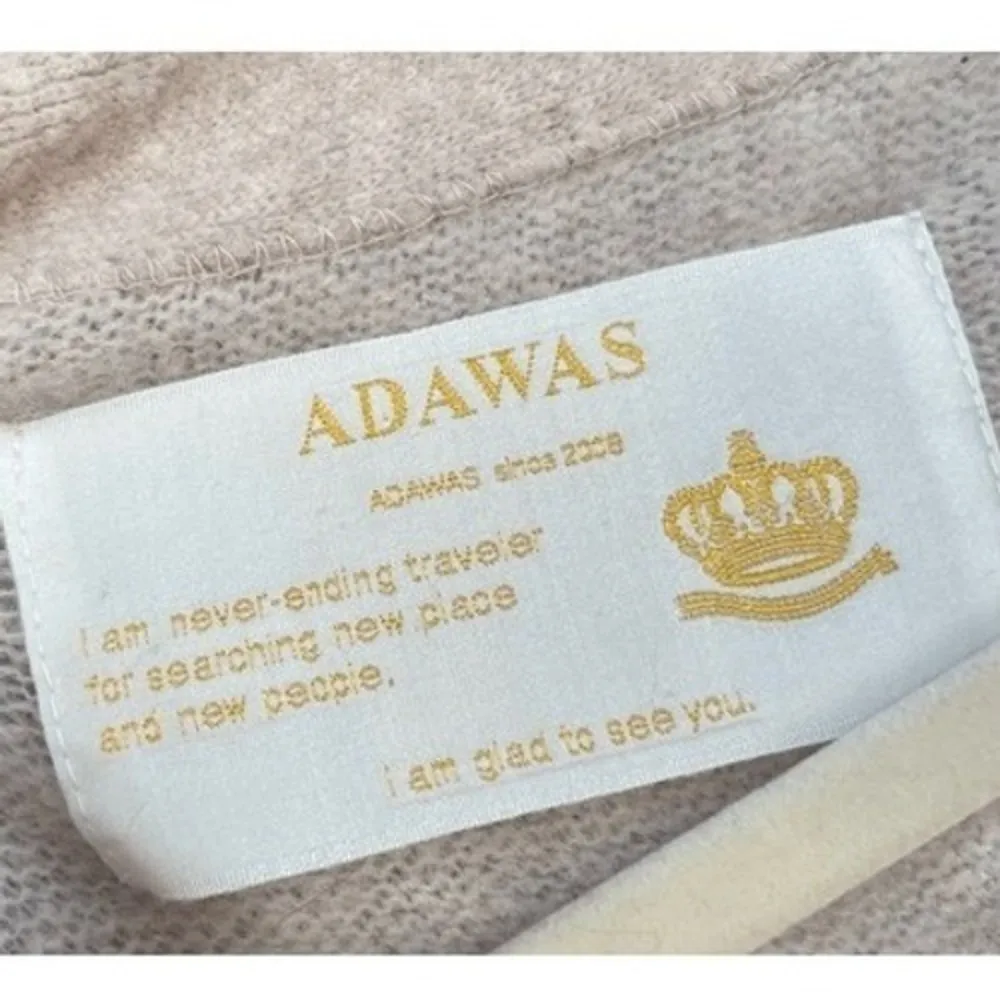 ADAWAS
ADAWAS since 2008
I am never-ending traveler
for searching new place
and new people.
I am glad to see you.